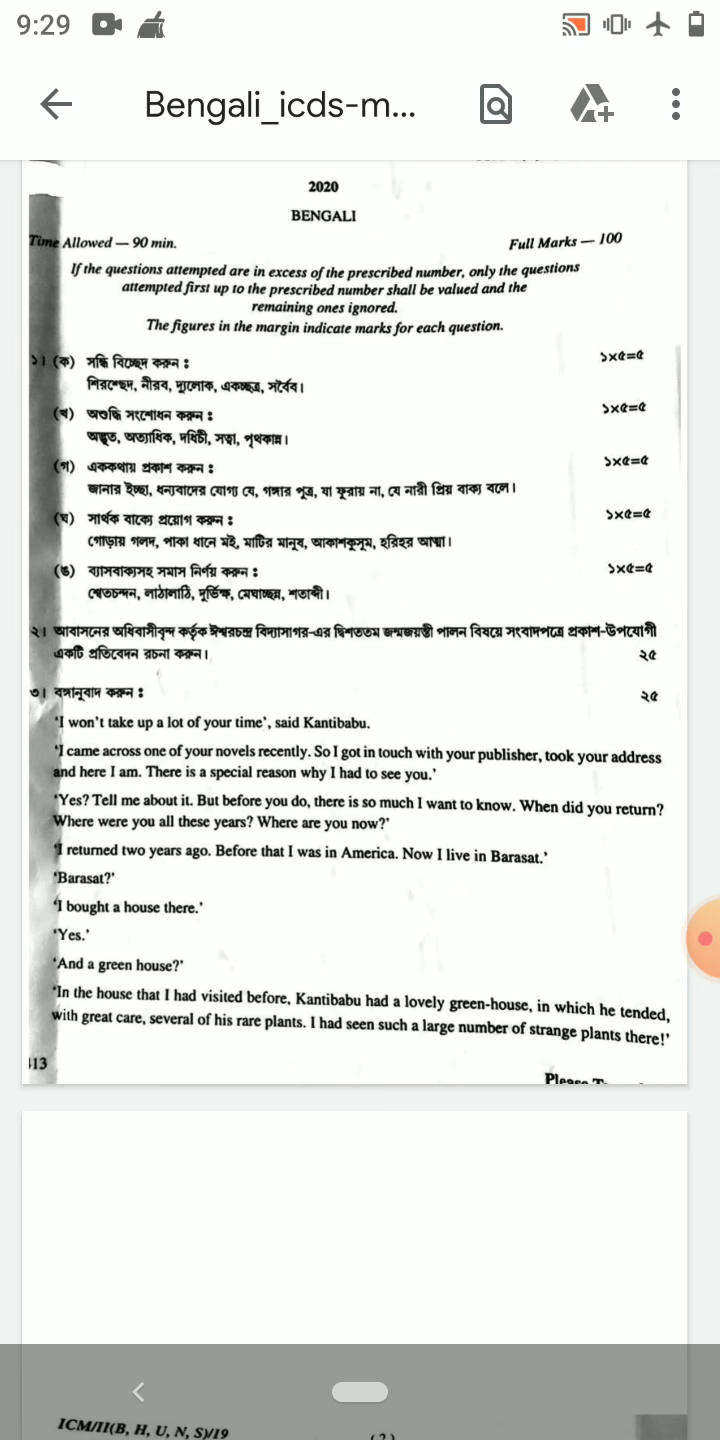 9:29
Bengali_icds-m...
2020
BENGALI
Time Allowed — 90 min.
Full Marks — 100
If the questions attempted are in excess of the prescribed number, only the questions
attempted first up to the prescribed number shall be valued and the
remaining ones ignored.
The figures in the margin indicate marks for each question.
১। (ক) সন্ধি বিচ্ছেদ করুন : ১×৫=৫
শিরশ্ছেদ, নীরব, দ্যুলোক, একচ্ছত্র, সর্বৈব।
(খ) অশুদ্ধি সংশোধন করুন : ১×৫=৫
অদ্ভূত, অত্যাধিক, দধিচী, সত্বা, পৃথকান্ন।
(গ) এককথায় প্রকাশ করুন : ১×৫=৫
জানার ইচ্ছা, ধন্যবাদের যোগ্য যে, গঙ্গার পুত্র, যা ফুরায় না, যে নারী প্রিয় বাক্য বলে।
(ঘ) সার্থক বাক্যে প্রয়োগ করুন : ১×৫=৫
গোড়ায় গলদ, পাকা ধানে মই, মাটির মানুষ, আকাশকুসুম, হরিহর আত্মা।
(ঙ) ব্যাসবাক্যসহ সমাস নির্ণয় করুন : ১×৫=৫
শ্বেতচন্দন, লাঠালাঠি, দুর্ভিক্ষ, মেঘাচ্ছন্ন, শতাব্দী।
২। আবাসনের অধিবাসীবৃন্দ কর্তৃক ঈশ্বরচন্দ্র বিদ্যাসাগর-এর দ্বিশততম জন্মজয়ন্তী পালন বিষয়ে সংবাদপত্রে প্রকাশ-উপযোগী
একটি প্রতিবেদন রচনা করুন। ২৫
৩। বঙ্গানুবাদ করুন : ২৫
'I won't take up a lot of your time', said Kantibabu.
'I came across one of your novels recently. So I got in touch with your publisher, took your address
and here I am. There is a special reason why I had to see you.'
'Yes? Tell me about it. But before you do, there is so much I want to know. When did you return?
Where were you all these years? Where are you now?'
'I returned two years ago. Before that I was in America. Now I live in Barasat.'
'Barasat?'
'I bought a house there.'
'Yes.'
'And a green house?'
'In the house that I had visited before, Kantibabu had a lovely green-house, in which he tended,
with great care, several of his rare plants. I had seen such a large number of strange plants there!'
113
Please
ICM/II(B, H, U, N, S)/19
(2)